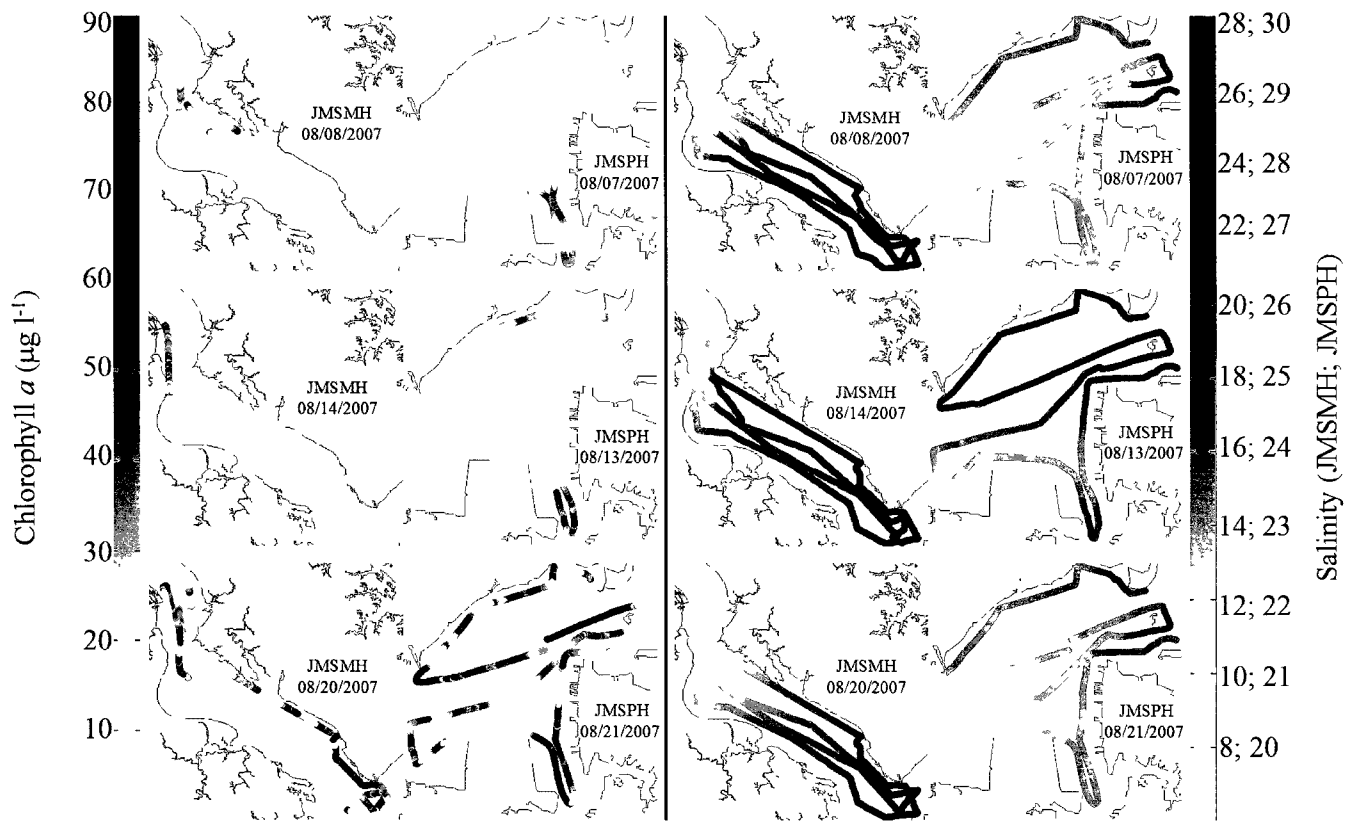 Chlorophyll a (µg l-1)
90
80
70
60
50
40
30
20
10
JMSMH
08/08/2007
JMSPH
08/07/2007
JMSMH
08/14/2007
JMSPH
08/13/2007
JMSMH
08/20/2007
JMSPH
08/21/2007
JMSMH
08/08/2007
JMSPH
08/07/2007
JMSMH
08/14/2007
JMSPH
08/13/2007
JMSMH
08/20/2007
JMSPH
08/21/2007
28; 30
26; 29
24; 28
22; 27
20; 26
18; 25
16; 24
14; 23
12; 22
10; 21
8; 20
Salinity (JMSMH; JMSPH)